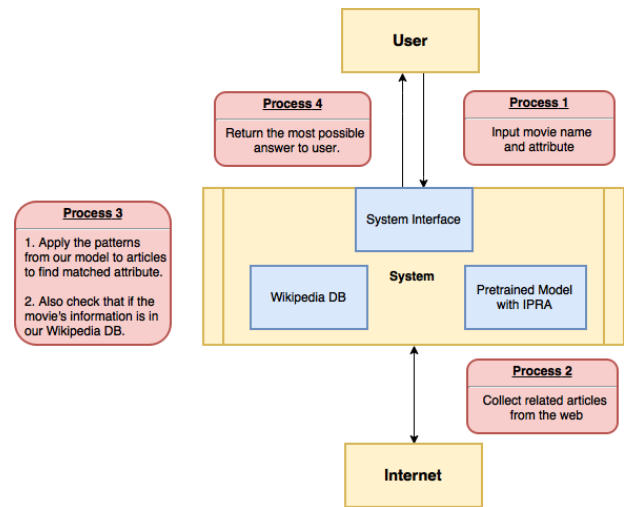 User
Process 4
Return the most possible
answer to user.
Process 1
Input movie name
and attribute
Process 3
1. Apply the patterns
from our model to articles
to find matched attribute.
2. Also check that if the
movie's information is in
our Wikipedia DB.
System Interface
System
Wikipedia DB
Pretrained Model
with IPRA
Process 2
Collect related articles
from the web
Internet